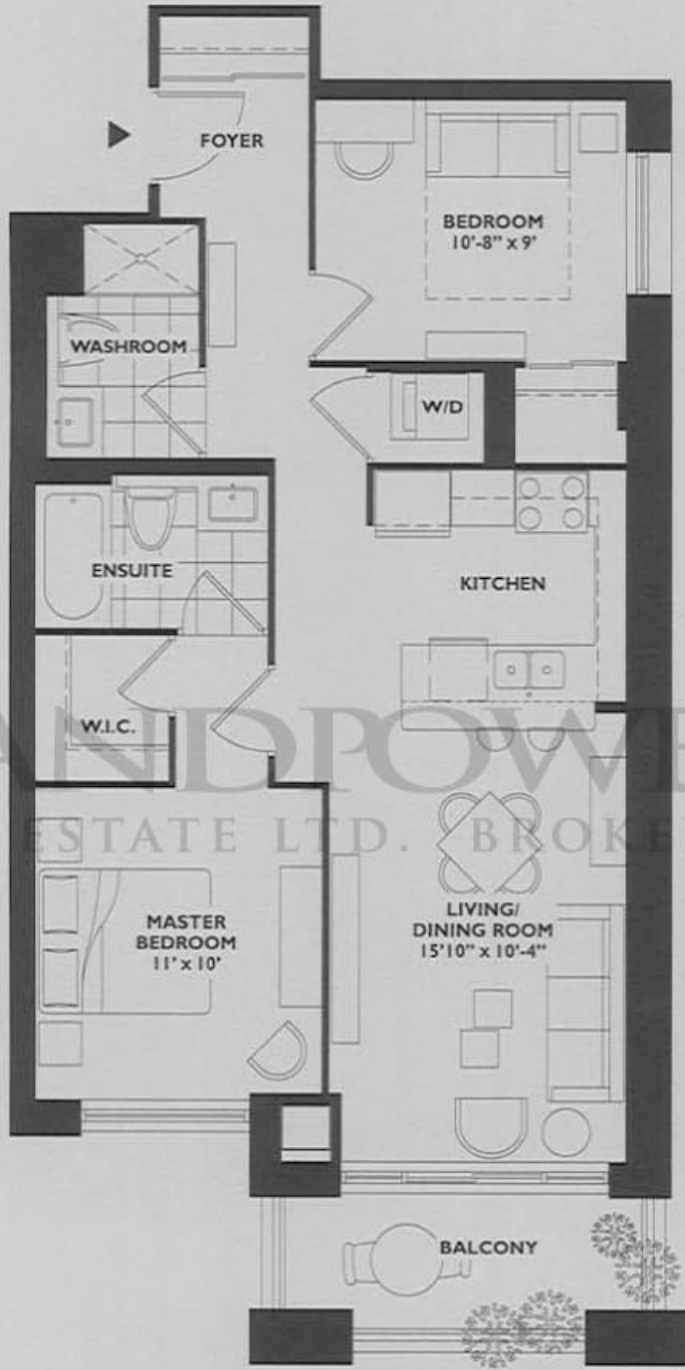 FOYER
BEDROOM
10'-8" x 9'
WASHROOM
W/D
ENSUITE
KITCHEN
W.I.C.
ANDPOWE
ESTATE LTD. BROKE
MASTER
BEDROOM
11' x 10'
LIVING/
DINING ROOM
15'10" x 10'-4"
BALCONY